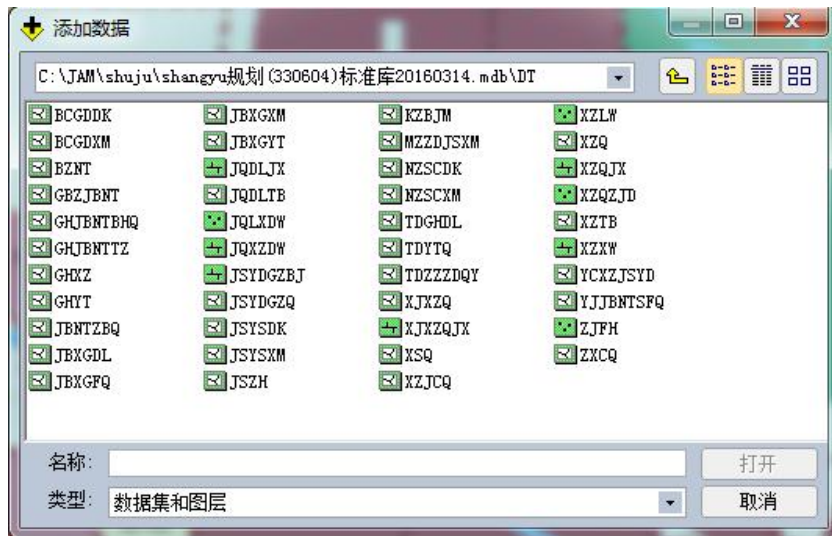 添加数据
C:\JAM\shuju\shangyu规划(330604)标准库20160314.mdb\DT
BCGDDK
BCGDXM
BZNT
GBZJBNT
GHJBNTBHQ
GHJBNTTZ
GHXZ
GHYT
JBNTZBQ
JBXGDL
JBXGFQ
JBXGXM
JBXGYT
JQDLJX
JQDLTB
JQLXDW
JQXZDW
JSYDGZBJ
JSYDGZQ
JSYSDK
JSYSXM
JSZH
KZBJM
MZZDJSXM
NZSCDK
NZSCXM
TDGHDL
TDYTQ
TDZZZDQY
XJXZQ
XJXZQJX
XSQ
XZJCQ
XZLW
XZQ
XZQJX
XZQZJD
XZTB
XZXW
YCXZJSYD
YJJBNTSFQ
ZJFH
ZXCQ
名称:
打开
类型: 数据集和图层
取消